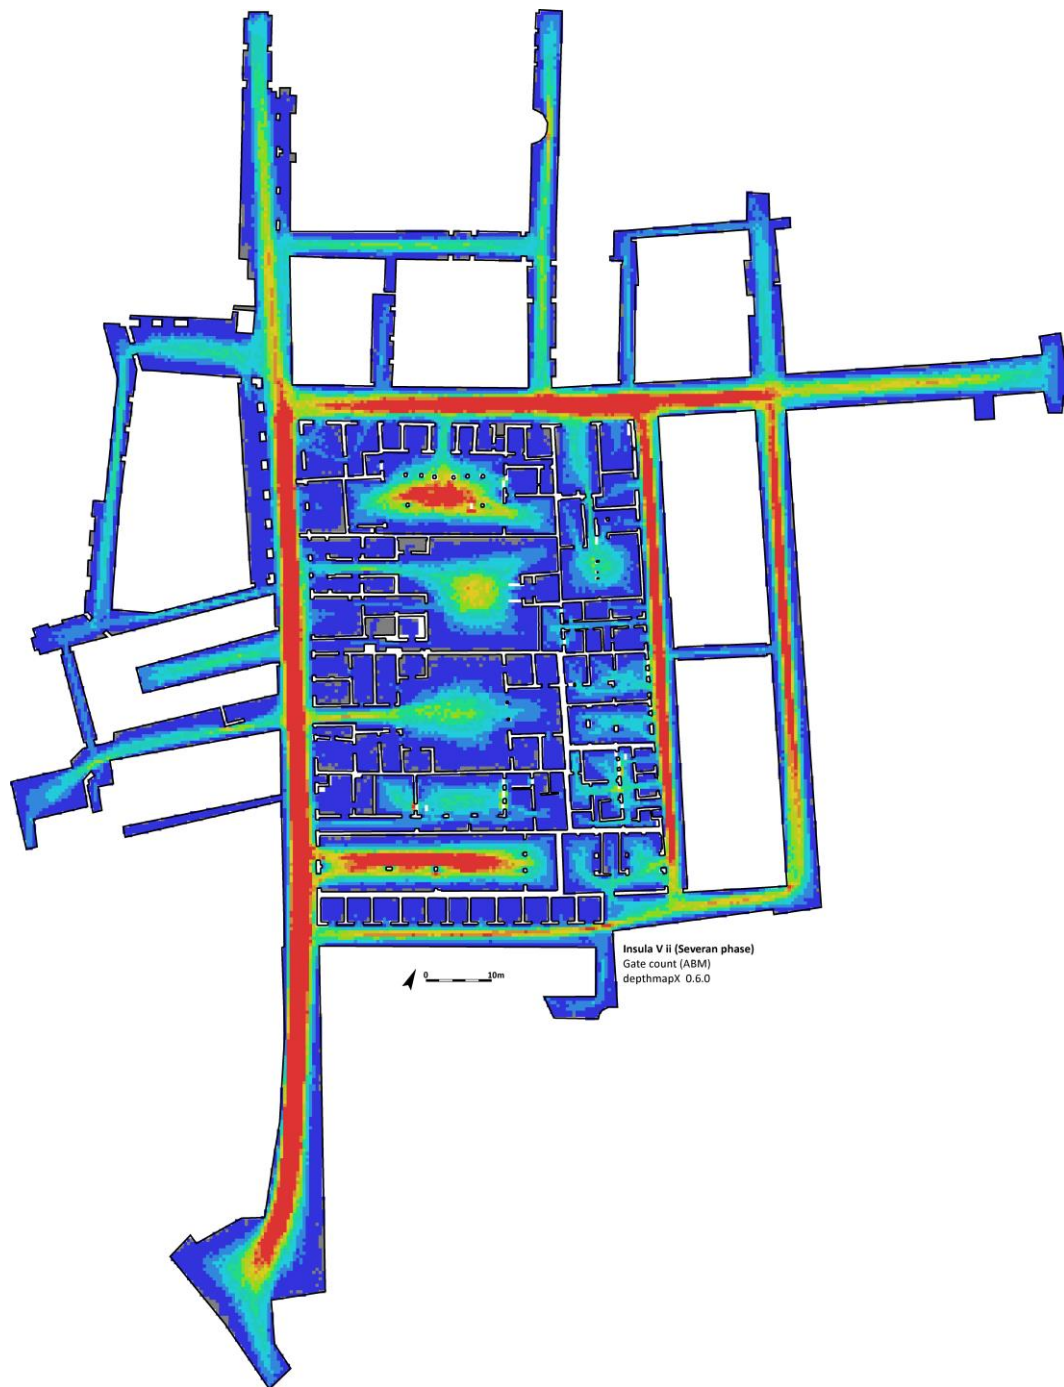 Insula V ii (Severan phase)
Gate count (ABM)
depthmapX 0.6.0
0 10m